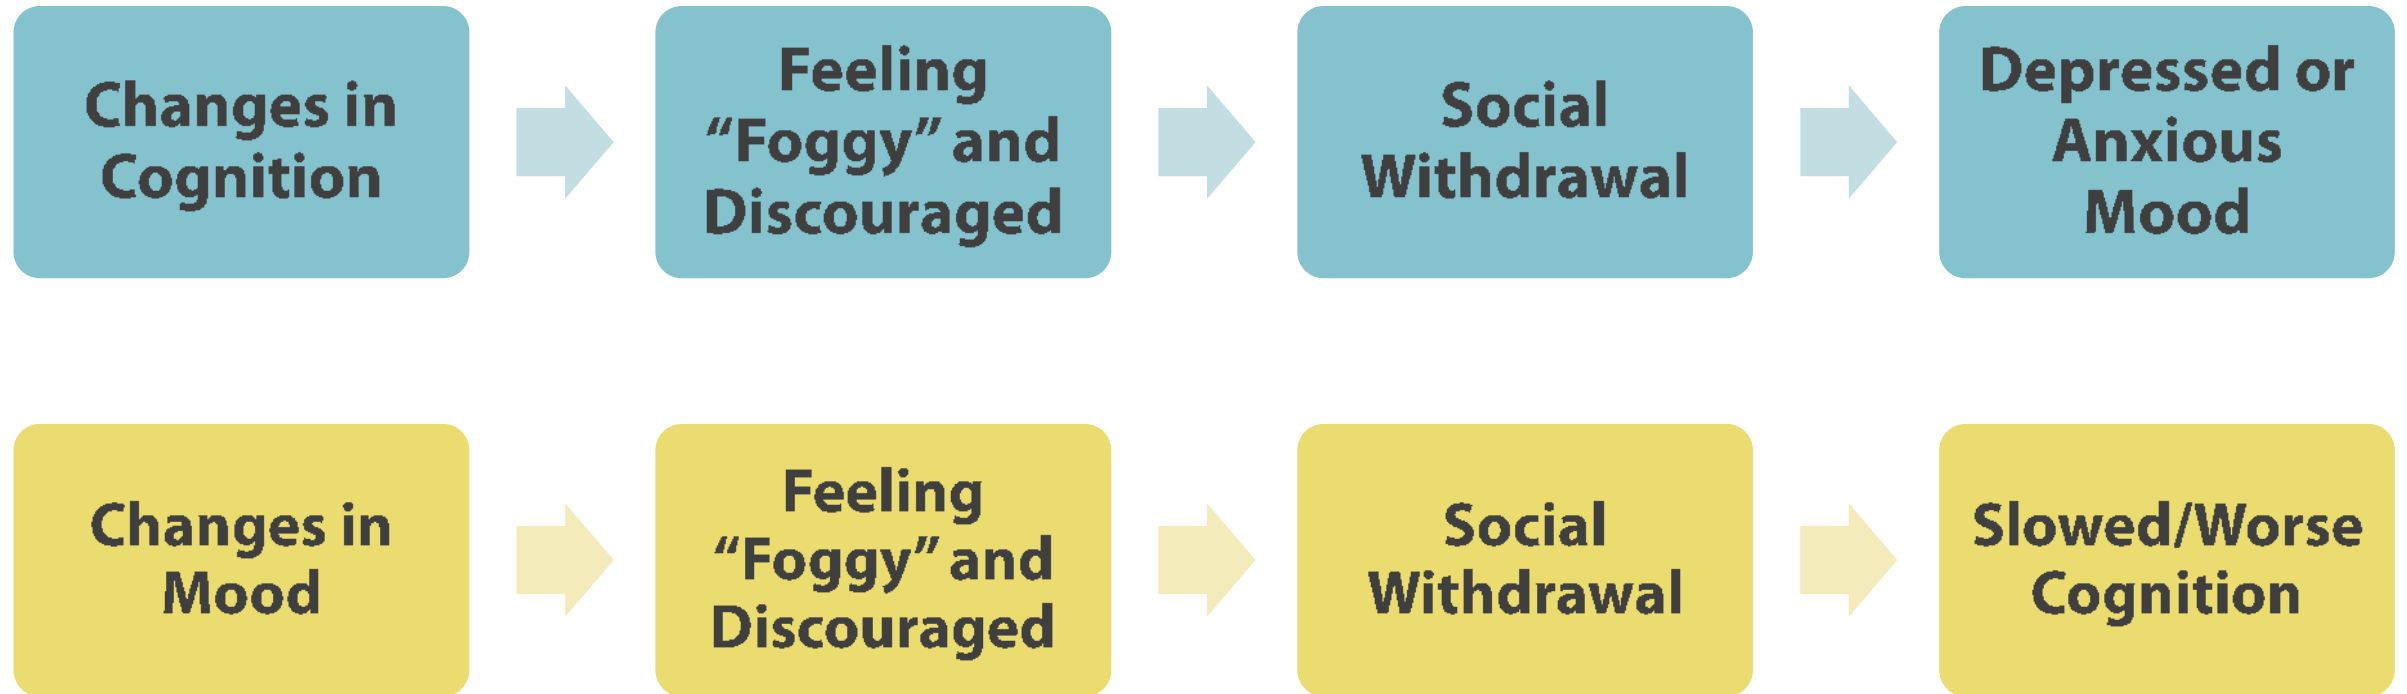 Changes in
Cognition
Feeling
“Foggy” and
Discouraged
Social
Withdrawal
Depressed or
Anxious
Mood
Changes in
Mood
Feeling
“Foggy” and
Discouraged
Social
Withdrawal
Slowed/Worse
Cognition